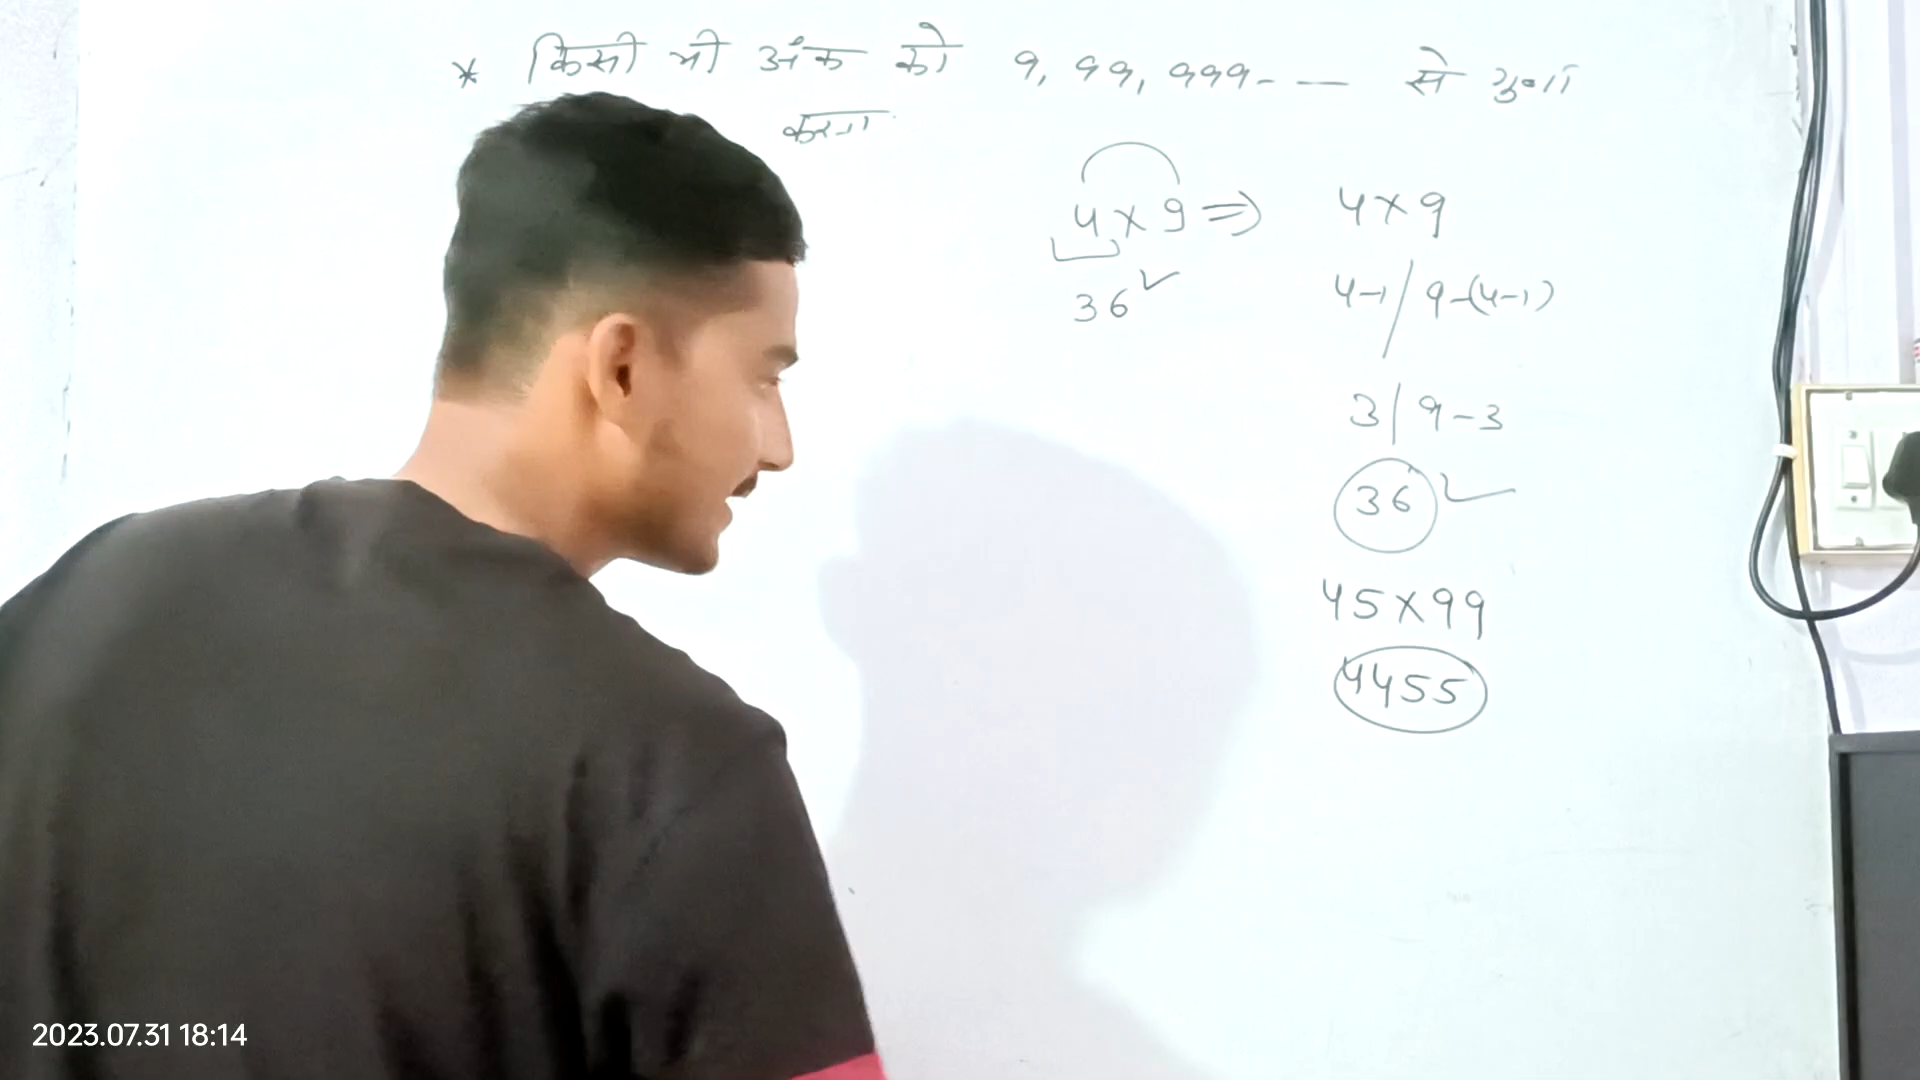 * किसी भी अंक को 9, 99, 999- — से गुणा
करना
4 x 9 ⇒
36 ✓
4 x 9
4-1 / 9-(4-1)
3 | 9-3
36 ✓
45 x 99
4455
2023.07.31 18:14